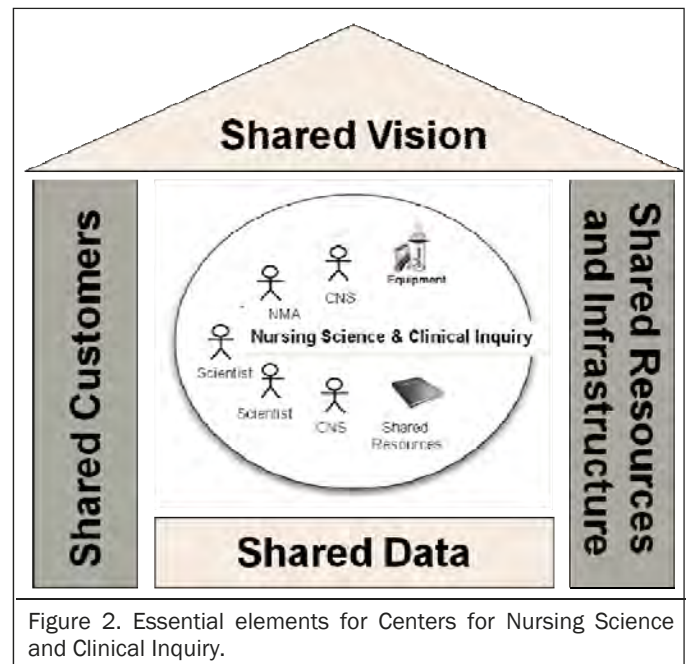 Shared Vision
Shared Customers
NMA
CNS
Equipment
Nursing Science & Clinical Inquiry
Scientist
Scientist
CNS
Shared
Resources
Shared Resources
and Infrastructure
Shared Data
Figure 2. Essential elements for Centers for Nursing Science
and Clinical Inquiry.